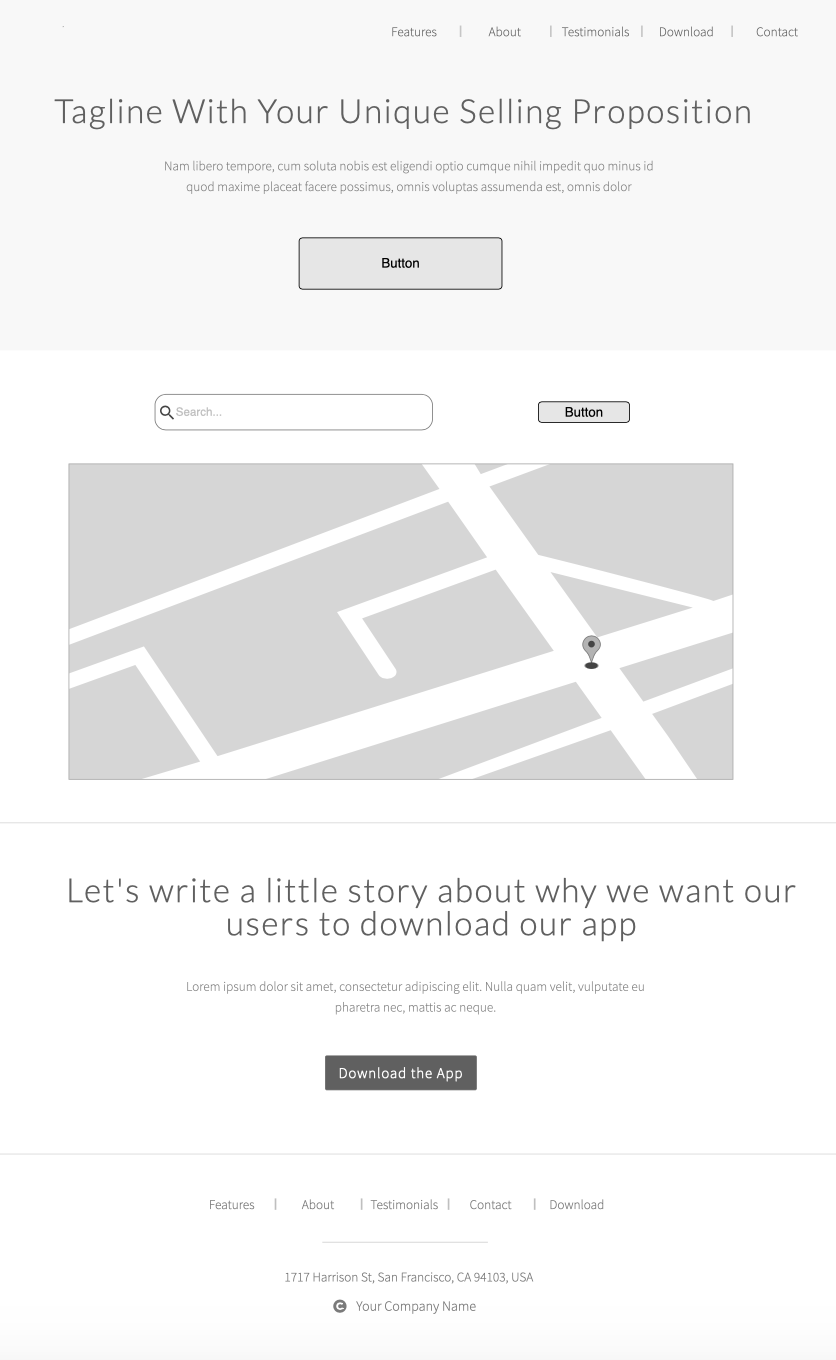 Features | About | Testimonials | Download | Contact
Tagline With Your Unique Selling Proposition
Nam libero tempore, cum soluta nobis est eligendi optio cumque nihil impedit quo minus id
quod maxime placeat facere possimus, omnis voluptas assumenda est, omnis dolor
Button
Search...
Button
Let's write a little story about why we want our
users to download our app
Lorem ipsum dolor sit amet, consectetur adipiscing elit. Nulla quam velit, vulputate eu
pharetra nec, mattis ac neque.
Download the App
Features | About | Testimonials | Contact | Download
1717 Harrison St, San Francisco, CA 94103, USA
© Your Company Name